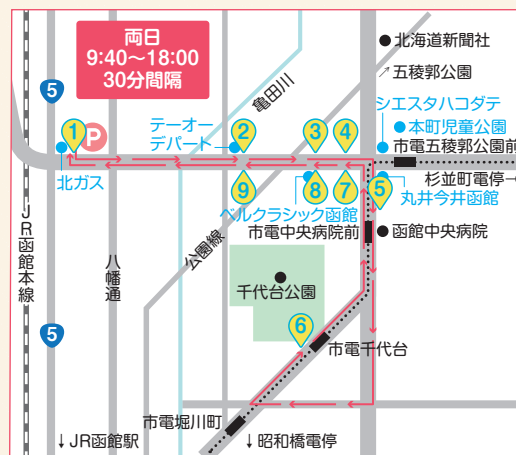 両日
9:40～18:00
30分間隔
●北海道新聞社
↗五稜郭公園
5
亀田川
シエスタハコダテ
1
P
テーオー
デパート
2
3
4
●本町児童公園
市電五稜郭公園前
北ガス
9
8
7
5
杉並町電停→
丸井今井函館
ベルクラシック函館
市電中央病院前
●函館中央病院
JR函館本線
八幡通
公園線
千代台公園
5
6
市電千代台
市電堀川町
↓JR函館駅
↓昭和橋電停